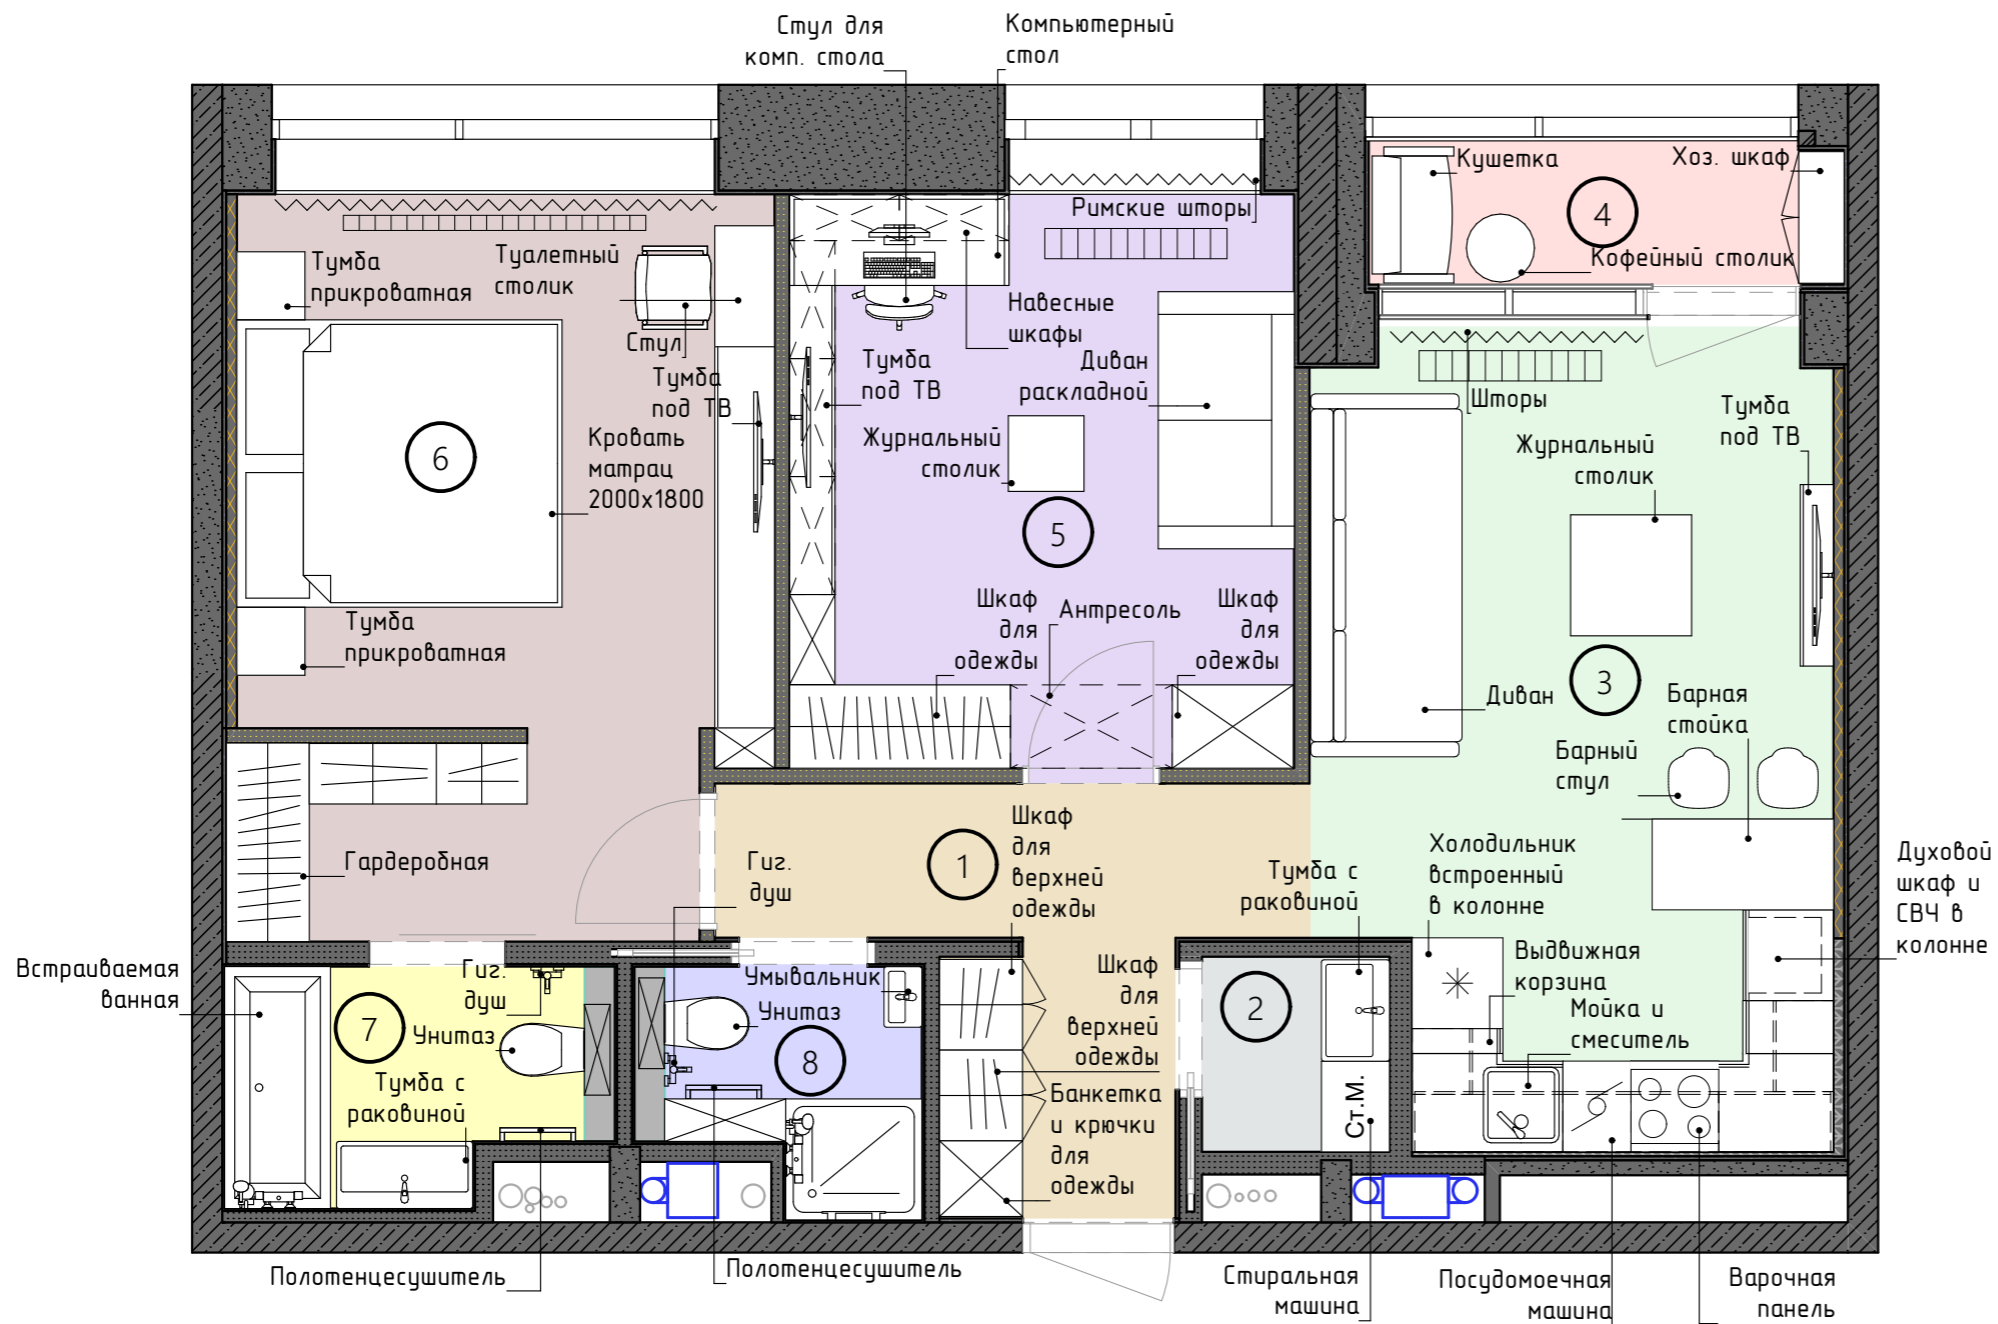 Стул для
комп. стола
Компьютерный
стол
Кушетка
Хоз. шкаф
4
Кофейный столик
Римские шторы
Тумба
прикроватная
Туалетный
столик
Стул
Навесные
шкафы
Тумба
под ТВ
Тумба
под ТВ
Диван
раскладной
Шторы
Тумба
под ТВ
6
Кровать
матрац
2000х1800
Журнальный
столик
Журнальный
столик
5
Тумба
прикроватная
Шкаф
для
одежды
Антресоль
Шкаф
для
одежды
3
Диван
Барная
стойка
Барный
стул
Гардеробная
Гиг.
душ
1
Шкаф
для
верхней
одежды
Тумба с
раковиной
Холодильник
встроенный
в колонне
Духовой
шкаф и
СВЧ в
колонне
Встраиваемая
ванная
Гиг.
душ
7
Унитаз
Тумба с
раковиной
Умывальник
Унитаз
8
Шкаф
для
верхней
одежды
Банкетка
и крючки
для
одежды
2
Ст.М.
Выдвижная
корзина
Мойка и
смеситель
Полотенцесушитель
Полотенцесушитель
Стиральная
машина
Посудомоечная
машина
Варочная
панель